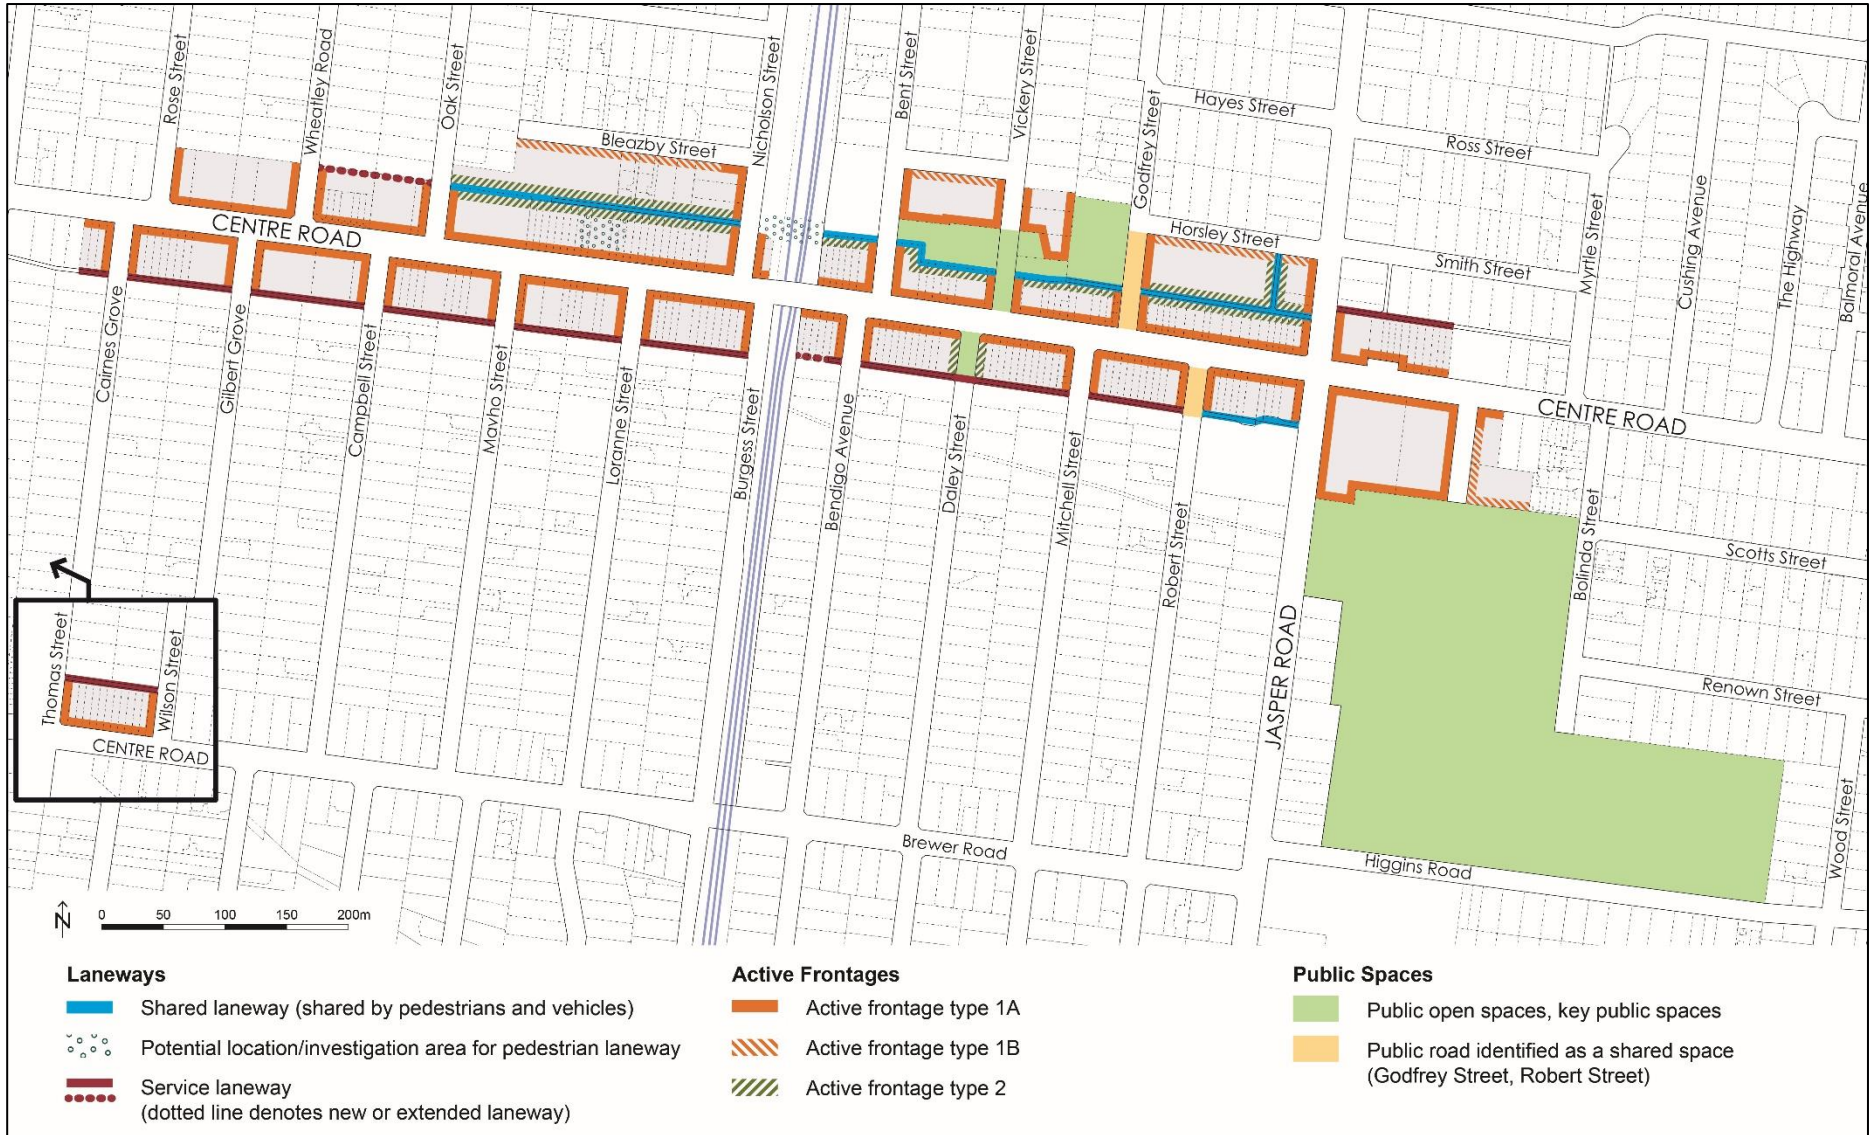 Rose Street
Wheatley Road
Oak Street
Bleazby Street
Nicholson Street
Bent Street
Vickery Street
Godfrey Street
Hayes Street
Ross Street
Horsley Street
Smith Street
Myrtle Street
Cushing Avenue
The Highway
Balmoral Avenue
CENTRE ROAD
CENTRE ROAD
Cairnes Grove
Gilbert Grove
Campbell Street
Mavho Street
Loranne Street
Burgess Street
Bendigo Avenue
Daley Street
Mitchell Street
Robert Street
JASPER ROAD
Bolinda Street
Scotts Street
Renown Street
Wood Street
Higgins Road
Brewer Road
Thomas Street
Wilson Street
CENTRE ROAD
N
0 50 100 150 200m
Laneways
Shared laneway (shared by pedestrians and vehicles)
Potential location/investigation area for pedestrian laneway
Service laneway
(dotted line denotes new or extended laneway)
Active Frontages
Active frontage type 1A
Active frontage type 1B
Active frontage type 2
Public Spaces
Public open spaces, key public spaces
Public road identified as a shared space
(Godfrey Street, Robert Street)